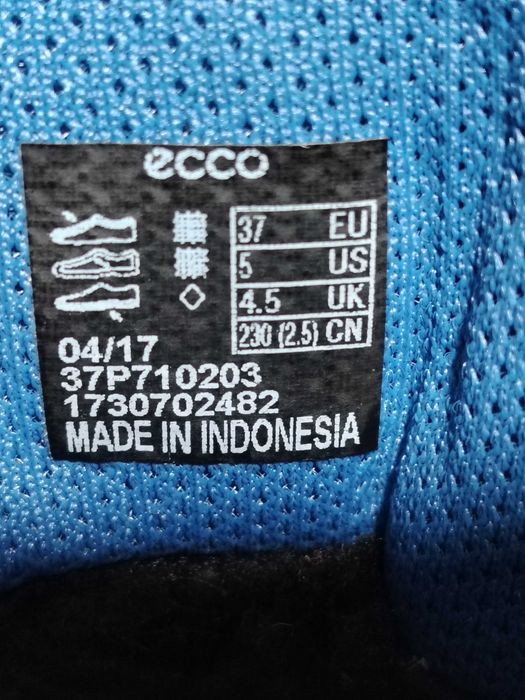 ecco
37 EU
5 US
4.5 UK
230 (2.5) CN
04/17
37P710203
1730702482
MADE IN INDONESIA